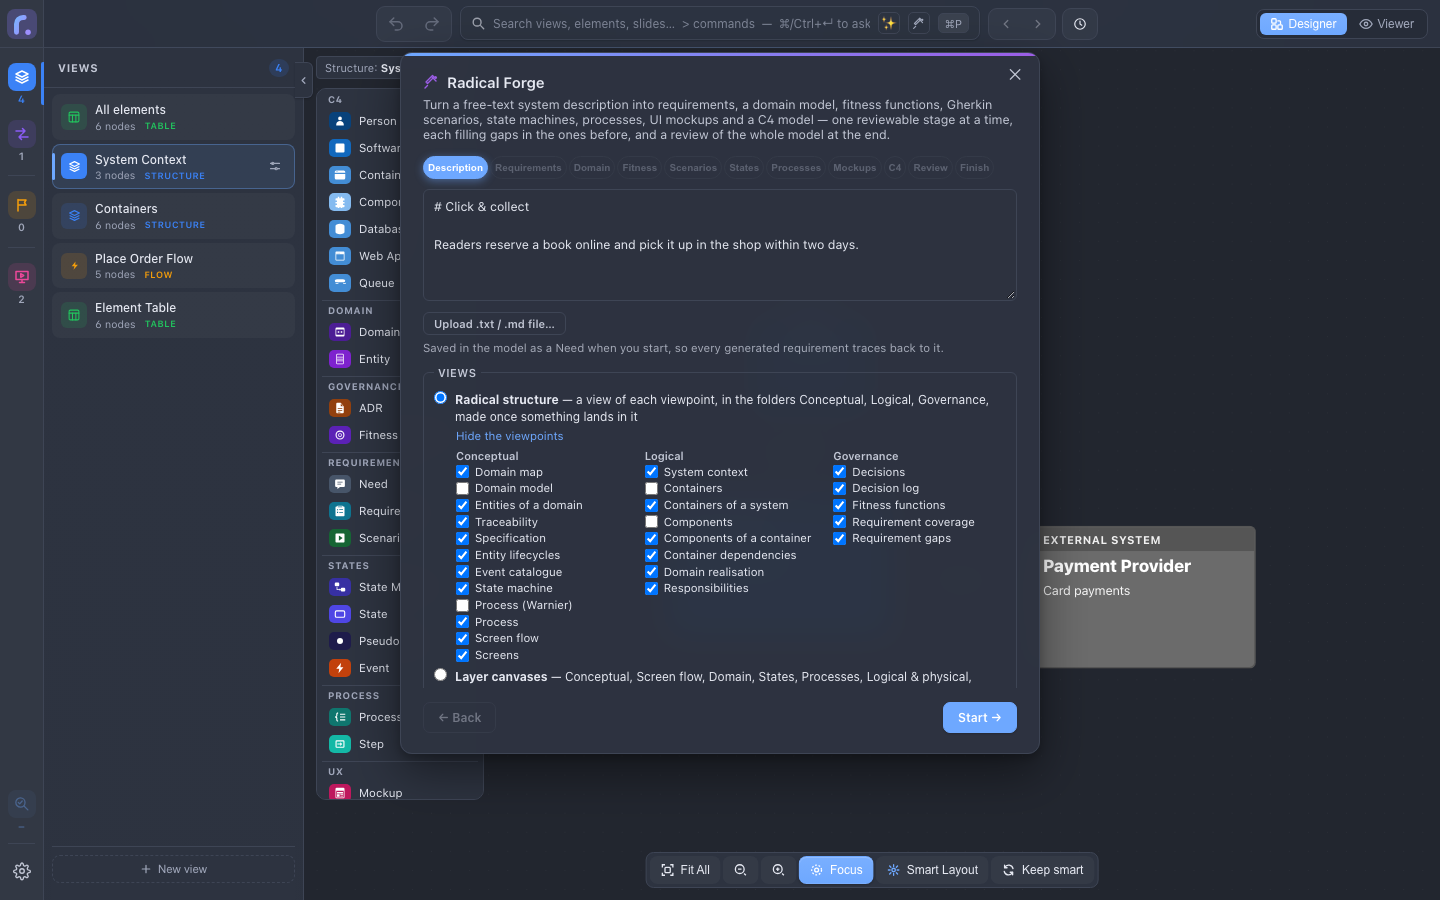 Search views, elements, slides... > commands — ⌘/Ctrl+↵ to ask
⌘P
Designer
Viewer
4
1
0
2
–
VIEWS
4
All elements
6 nodes TABLE
System Context
3 nodes STRUCTURE
Containers
6 nodes STRUCTURE
Place Order Flow
5 nodes FLOW
Element Table
6 nodes TABLE
+ New view
Structure: Sys
C4
Person
Softwar
Contain
Compo
Databas
Web Ap
Queue
DOMAIN
Domain
Entity
GOVERNANC
ADR
Fitness
REQUIREMEN
Need
Require
Scenari
STATES
State M
State
Pseudo
Event
PROCESS
Process
Step
UX
Mockup
Radical Forge
Turn a free-text system description into requirements, a domain model, fitness functions, Gherkin
scenarios, state machines, processes, UI mockups and a C4 model — one reviewable stage at a time,
each filling gaps in the ones before, and a review of the whole model at the end.
Description Requirements Domain Fitness Scenarios States Processes Mockups C4 Review Finish
# Click & collect
Readers reserve a book online and pick it up in the shop within two days.
Upload .txt / .md file...
Saved in the model as a Need when you start, so every generated requirement traces back to it.
VIEWS
Radical structure — a view of each viewpoint, in the folders Conceptual, Logical, Governance,
made once something lands in it
Hide the viewpoints
Conceptual
Domain map
Domain model
Entities of a domain
Traceability
Specification
Entity lifecycles
Event catalogue
State machine
Process (Warnier)
Process
Screen flow
Screens
Logical
System context
Containers
Containers of a system
Components
Components of a container
Container dependencies
Domain realisation
Responsibilities
Governance
Decisions
Decision log
Fitness functions
Requirement coverage
Requirement gaps
Layer canvases — Conceptual, Screen flow, Domain, States, Processes, Logical & physical,
← Back
Start →
EXTERNAL SYSTEM
Payment Provider
Card payments
Fit All
Focus
Smart Layout
Keep smart